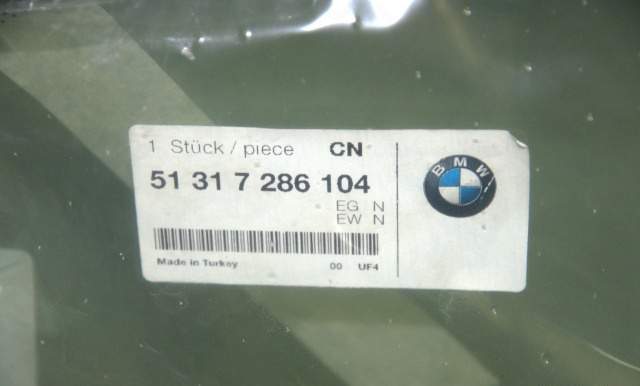 1 Stück / piece CN
51 31 7 286 104
EG N
EW N
Made in Turkey 00 UF4
BMW